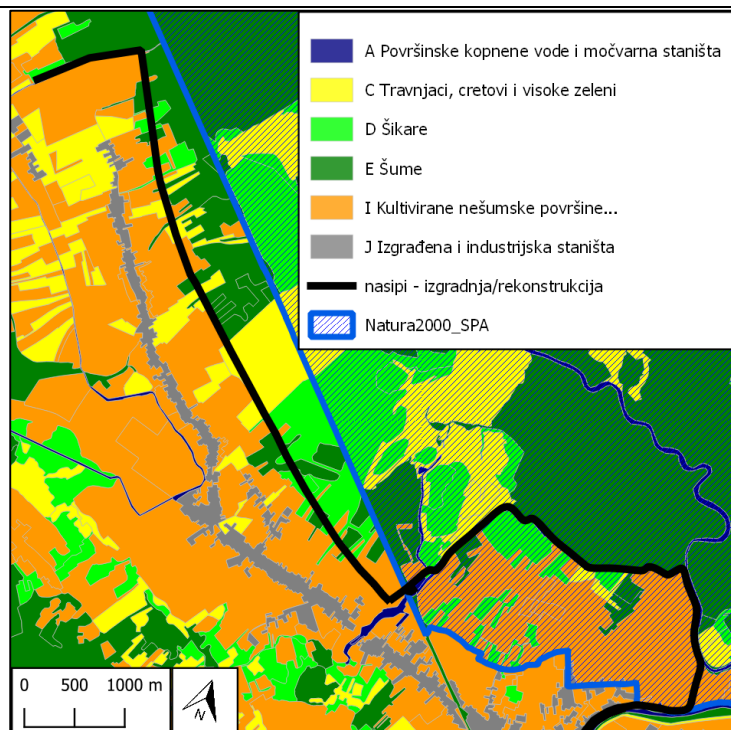 A Površinske kopnene vode i močvarna staništa
C Travnjaci, cretovi i visoke zeleni
D Šikare
E Šume
I Kultivirane nešumske površine...
J Izgrađena i industrijska staništa
nasipi - izgradnja/rekonstrukcija
Natura2000_SPA
0 500 1000 m
N